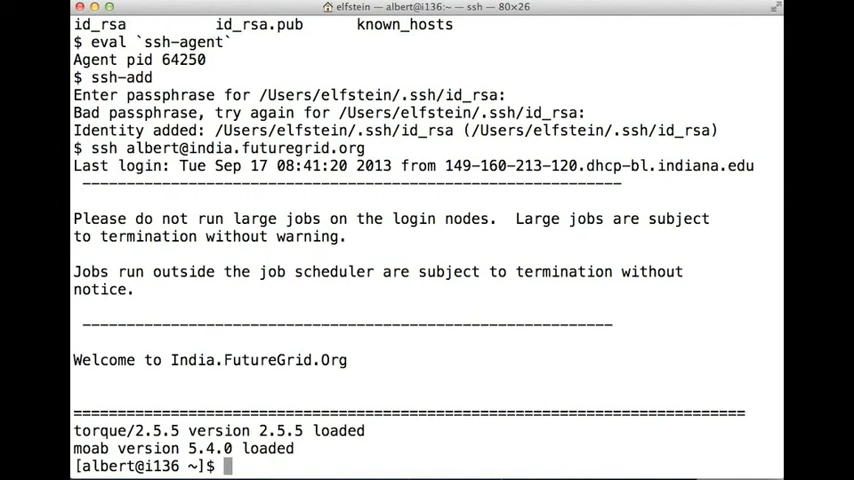 elfstein — albert@i136:~ — ssh — 80×26
id_rsa id_rsa.pub known_hosts
$ eval `ssh-agent`
Agent pid 64250
$ ssh-add
Enter passphrase for /Users/elfstein/.ssh/id_rsa:
Bad passphrase, try again for /Users/elfstein/.ssh/id_rsa:
Identity added: /Users/elfstein/.ssh/id_rsa (/Users/elfstein/.ssh/id_rsa)
$ ssh albert@india.futuregrid.org
Last login: Tue Sep 17 08:41:20 2013 from 149-160-213-120.dhcp-bl.indiana.edu
-------------------------------------------------------------
Please do not run large jobs on the login nodes.  Large jobs are subject
to termination without warning.
Jobs run outside the job scheduler are subject to termination without
notice.
------------------------------------------------------------
Welcome to India.FutureGrid.Org
============================================================================
torque/2.5.5 version 2.5.5 loaded
moab version 5.4.0 loaded
[albert@i136 ~]$